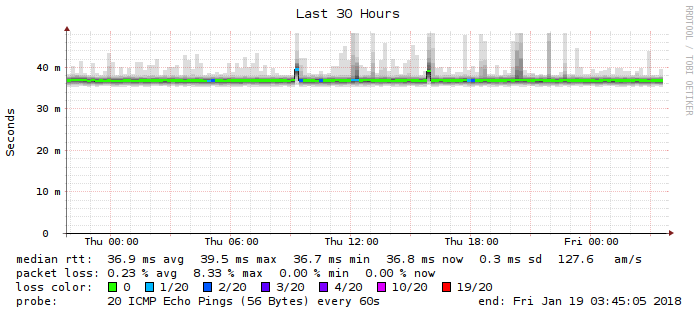 Last 30 Hours
RRDTOOL / TOBI OETIKER
Seconds
40 m
30 m
20 m
10 m
0
Thu 00:00 Thu 06:00 Thu 12:00 Thu 18:00 Fri 00:00
median rtt: 36.9 ms avg 39.5 ms max 36.7 ms min 36.8 ms now 0.3 ms sd 127.6 am/s
packet loss: 0.23 % avg 8.33 % max 0.00 % min 0.00 % now
loss color: 0 1/20 2/20 3/20 4/20 10/20 19/20
probe: 20 ICMP Echo Pings (56 Bytes) every 60s end: Fri Jan 19 03:45:05 2018